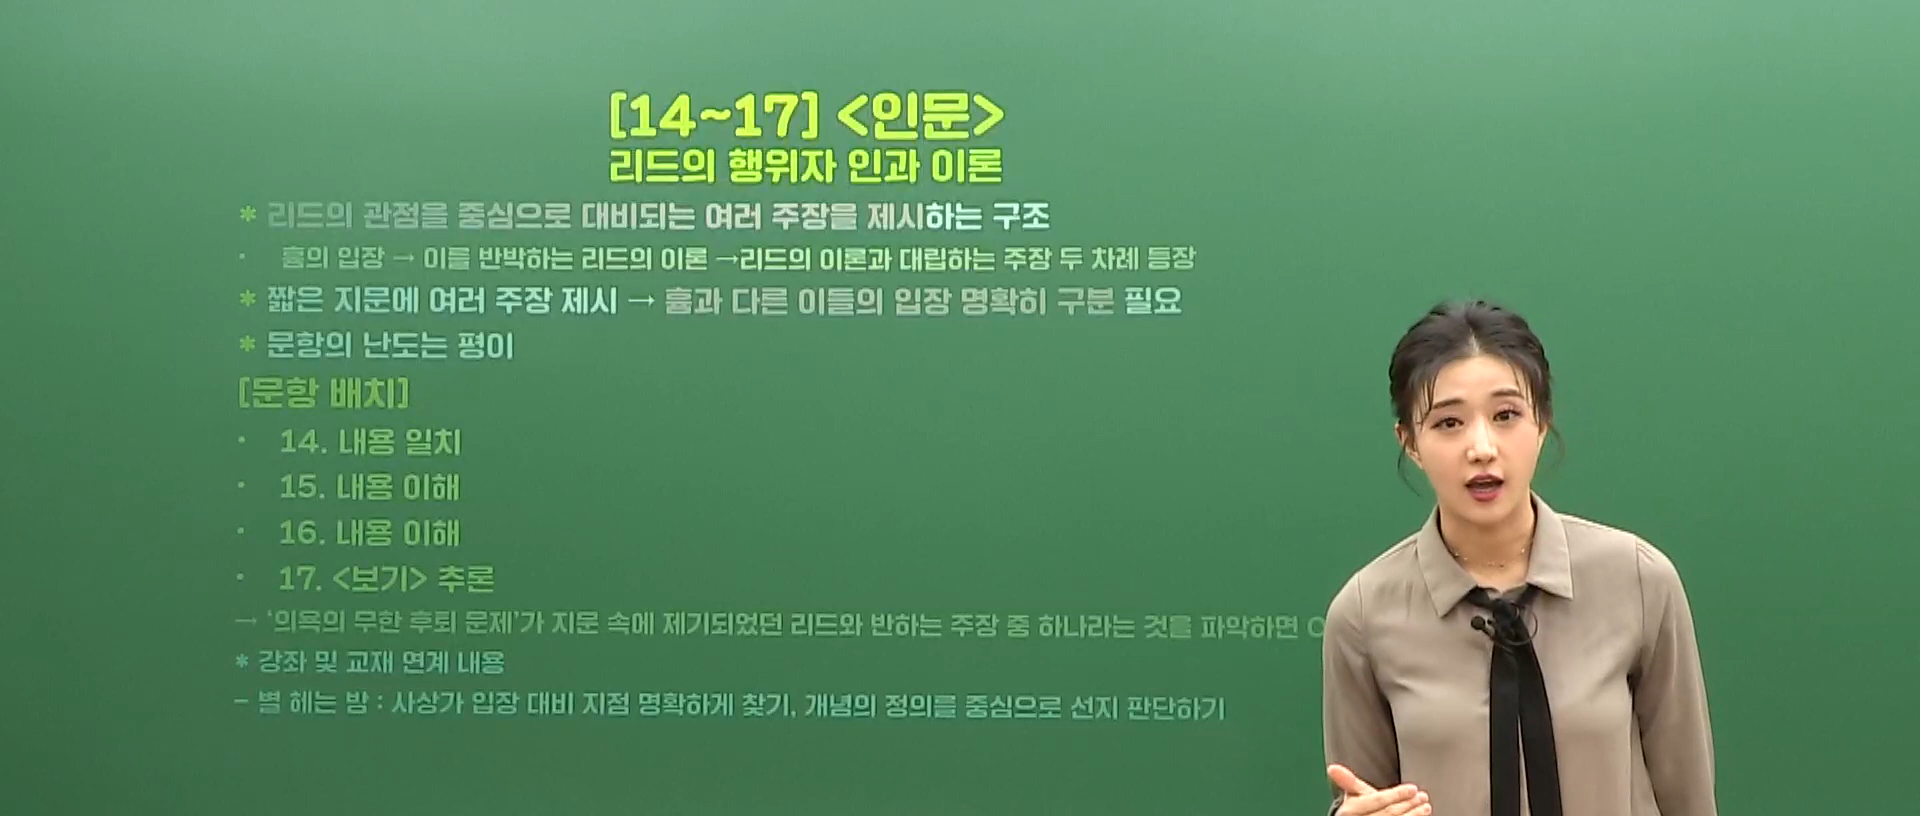 [14~17] <인문>
리드의 행위자 인과 이론
* 리드의 관점을 중심으로 대비되는 여러 주장을 제시하는 구조
· 흄의 입장 → 이를 반박하는 리드의 이론 →리드의 이론과 대립하는 주장 두 차례 등장
* 짧은 지문에 여러 주장 제시 → 흄과 다른 이들의 입장 명확히 구분 필요
* 문항의 난도는 평이
[문항 배치]
· 14. 내용 일치
· 15. 내용 이해
· 16. 내용 이해
· 17. <보기> 추론
→ ‘의욕의 무한 후퇴 문제’가 지문 속에 제기되었던 리드와 반하는 주장 중 하나라는 것을 파악하면
* 강좌 및 교재 연계 내용
- 별 헤는 밤 : 사상가 입장 대비 지점 명확하게 찾기, 개념의 정의를 중심으로 선지 판단하기